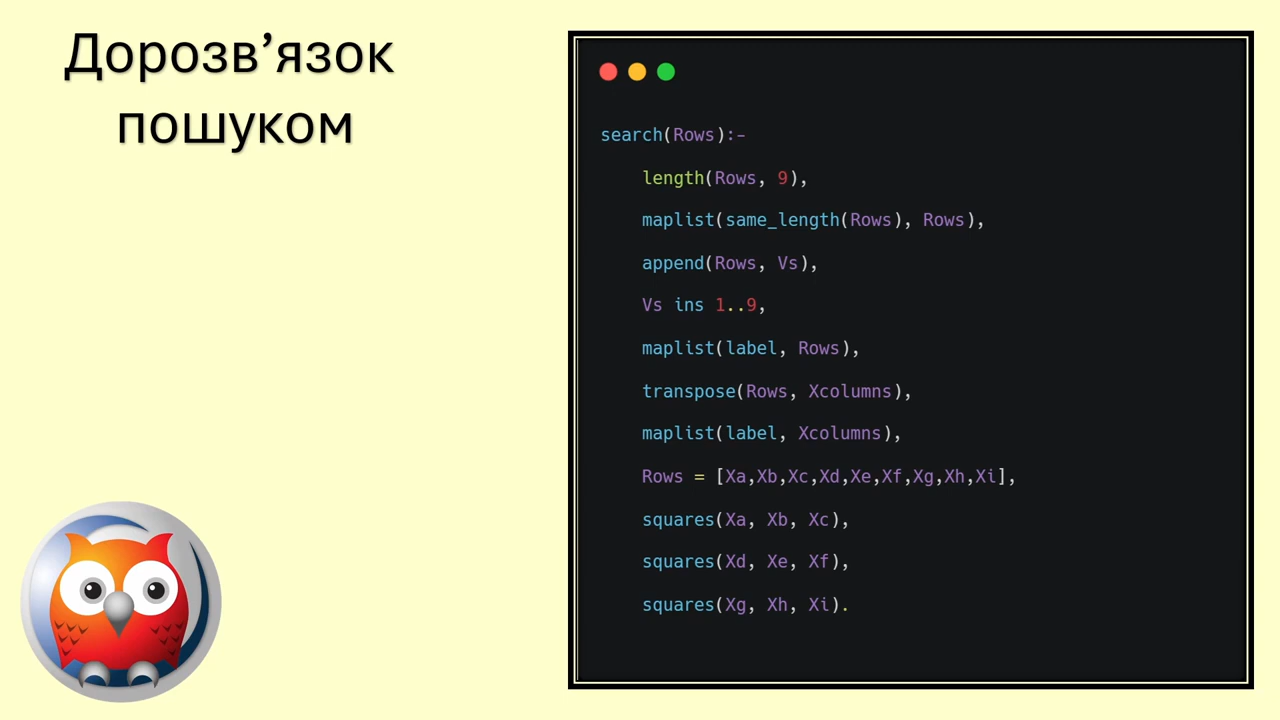 Дорозв’язок
пошуком
search(Rows):-
length(Rows, 9),
maplist(same_length(Rows), Rows),
append(Rows, Vs),
Vs ins 1..9,
maplist(label, Rows),
transpose(Rows, Xcolumns),
maplist(label, Xcolumns),
Rows = [Xa,Xb,Xc,Xd,Xe,Xf,Xg,Xh,Xi],
squares(Xa, Xb, Xc),
squares(Xd, Xe, Xf),
squares(Xg, Xh, Xi).